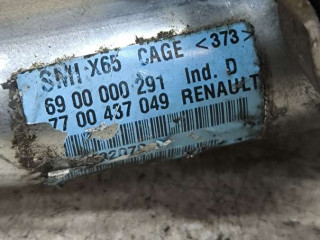 SMI X65 CAGE <373>
69 00 000 291 Ind. D
77 00 437 049 RENAULT